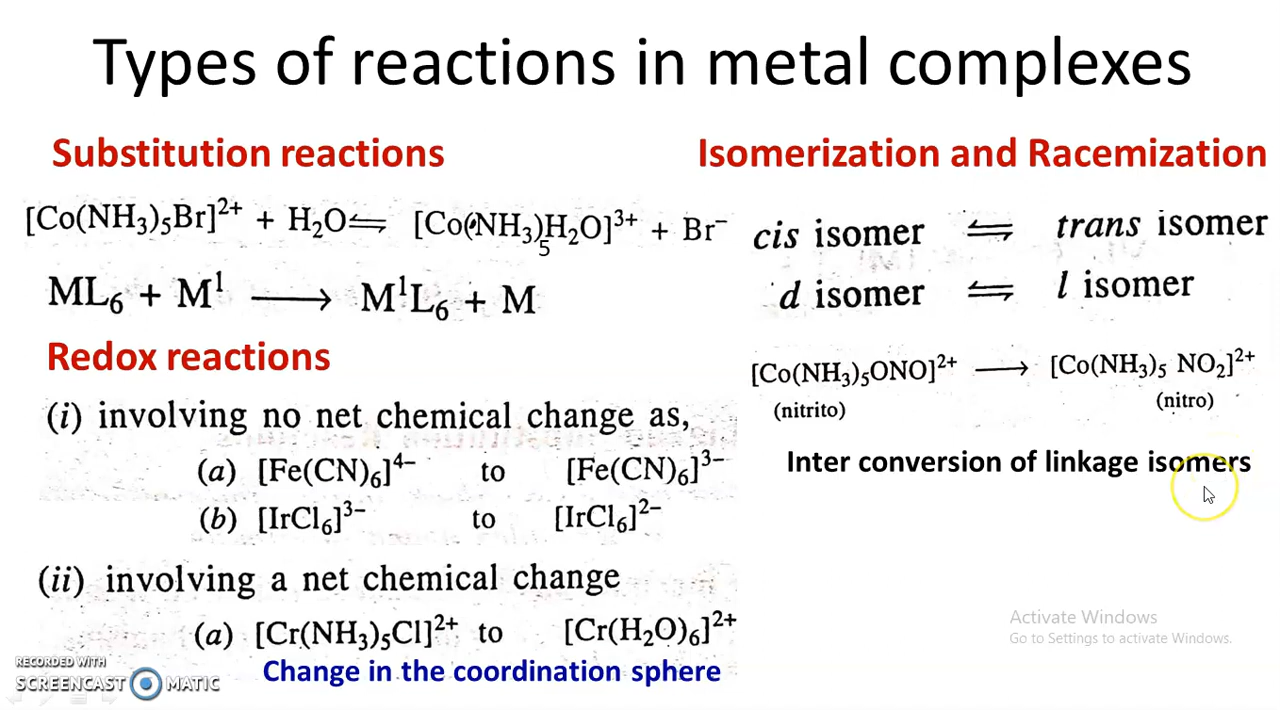 Types of reactions in metal complexes
Substitution reactions
[Co(NH₃)₅Br]²⁺ + H₂O ⇌ [Co(NH₃)₅H₂O]³⁺ + Br⁻
ML₆ + M¹ ⟶ M¹L₆ + M
Redox reactions
(i) involving no net chemical change as,
(a) [Fe(CN)₆]⁴⁻ to [Fe(CN)₆]³⁻
(b) [IrCl₆]³⁻ to [IrCl₆]²⁻
(ii) involving a net chemical change
(a) [Cr(NH₃)₅Cl]²⁺ to [Cr(H₂O)₆]²⁺
Change in the coordination sphere
Isomerization and Racemization
cis isomer ⇌ trans isomer
d isomer ⇌ l isomer
[Co(NH₃)₅ONO]²⁺ ⟶ [Co(NH₃)₅ NO₂]²⁺
(nitrito) (nitro)
Inter conversion of linkage isomers
Activate Windows
Go to Settings to activate Windows.
RECORDED WITH
SCREENCAST MATIC